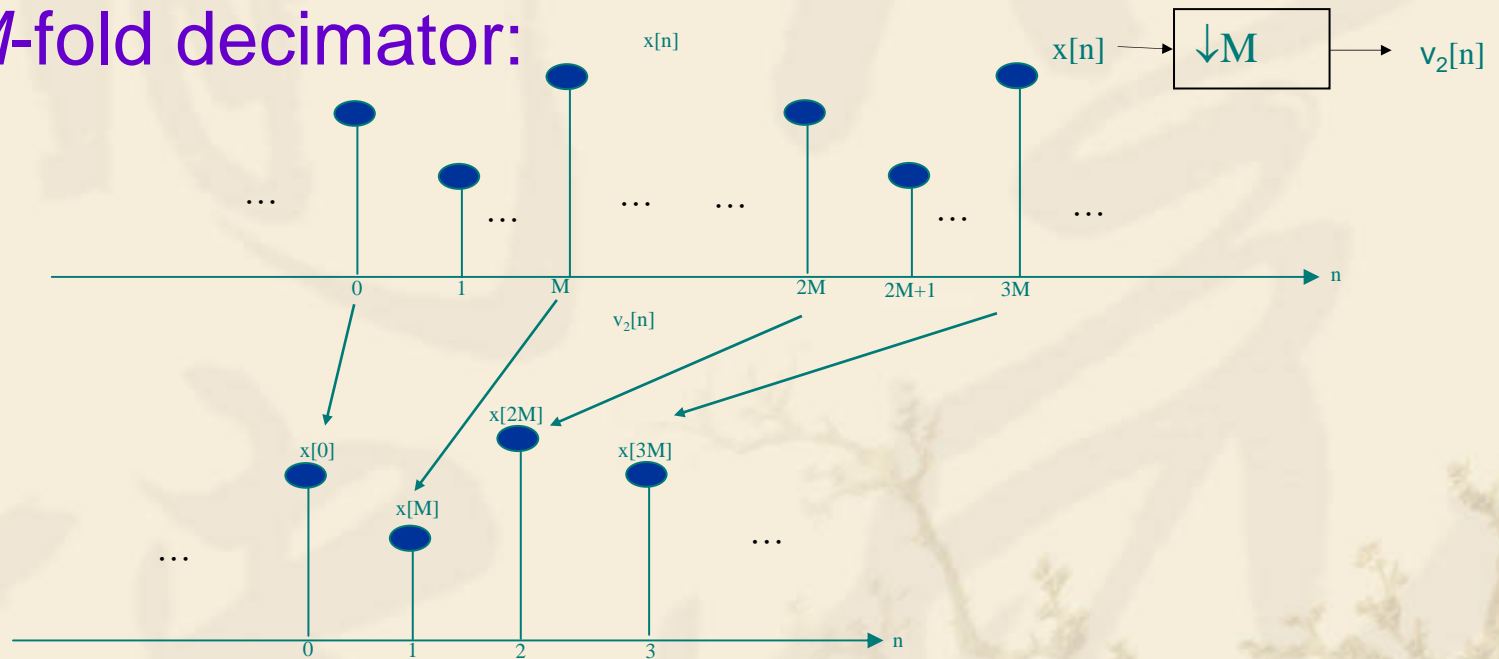 M-fold decimator:
x[n]
x[n] ↓M v₂[n]
… … … … … …
0 1 M 2M 2M+1 3M n
v₂[n]
x[2M]
x[0] x[3M]
x[M]
… …
0 1 2 3 n